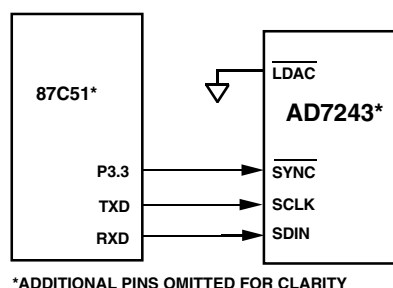 87C51*
P3.3
TXD
RXD
LDAC
AD7243*
SYNC
SCLK
SDIN
*ADDITIONAL PINS OMITTED FOR CLARITY